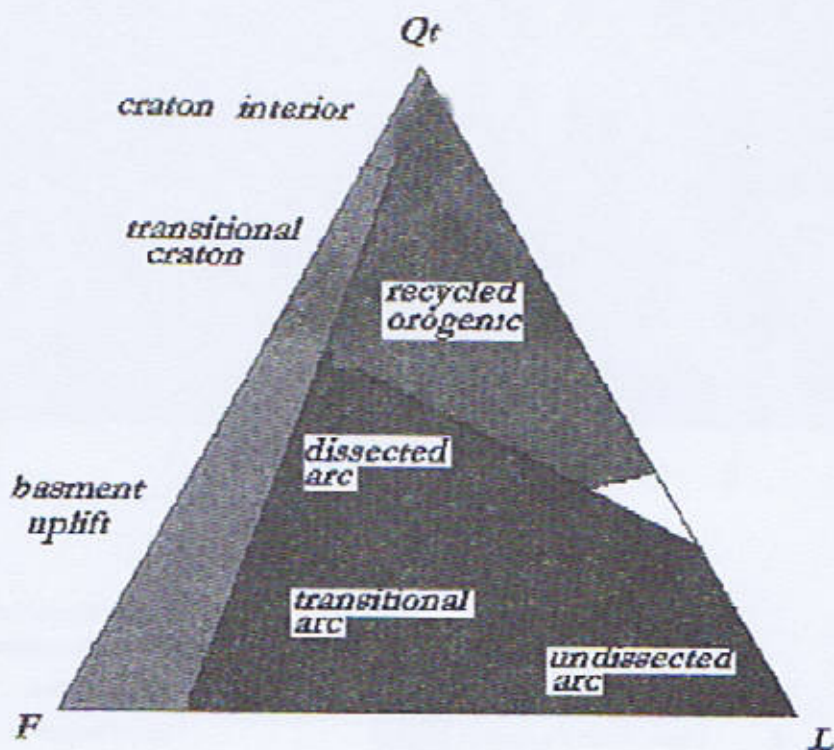 Qt
craton interior
transitional
craton
recycled
orogenic
dissected
arc
basment
uplift
transitional
arc
undissected
arc
F
L